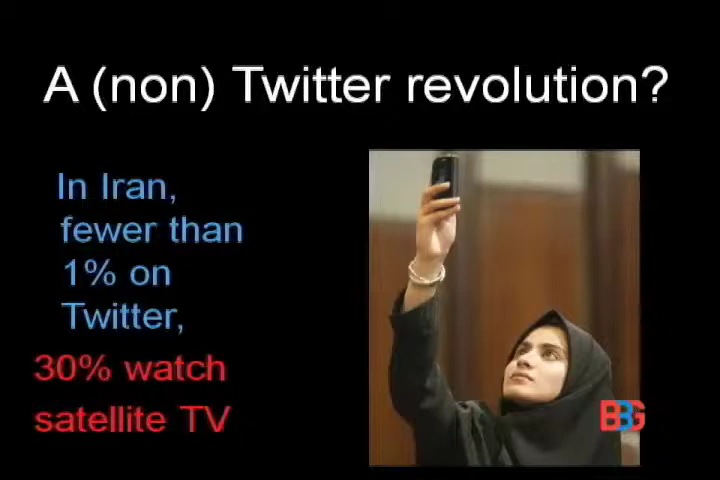 A (non) Twitter revolution?
In Iran,
fewer than
1% on
Twitter,
30% watch
satellite TV
BBG